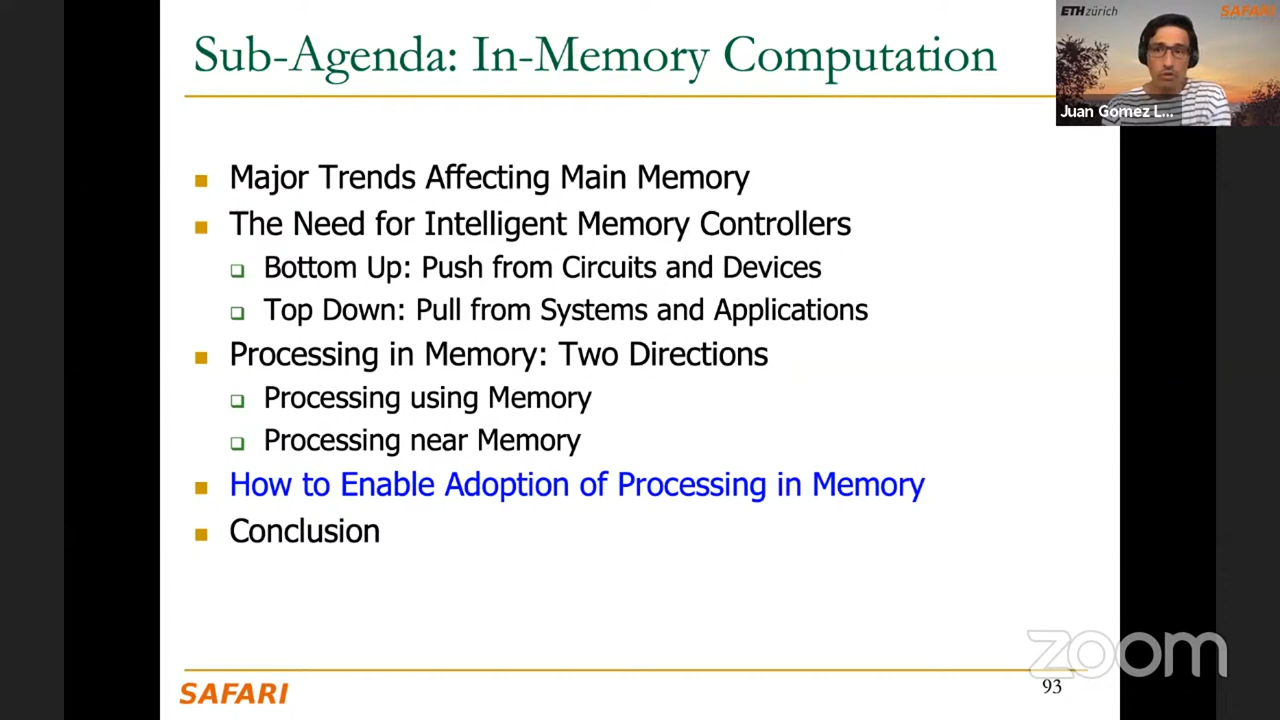 Sub-Agenda: In-Memory Computation
ETH zürich
SAFARI
Juan Gomez L...
Major Trends Affecting Main Memory
The Need for Intelligent Memory Controllers
Bottom Up: Push from Circuits and Devices
Top Down: Pull from Systems and Applications
Processing in Memory: Two Directions
Processing using Memory
Processing near Memory
How to Enable Adoption of Processing in Memory
Conclusion
zoom
SAFARI
93